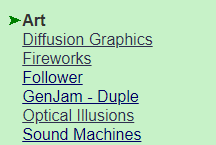 Art
Diffusion Graphics
Fireworks
Follower
GenJam - Duple
Optical Illusions
Sound Machines